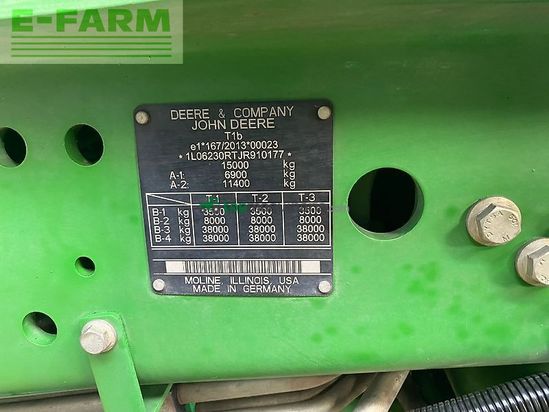 E-FARM
DEERE & COMPANY
JOHN DEERE
T1b
e1*167/2013*00023
*1L06230RTJR910177*
15000 kg
A-1: 6900 kg
A-2: 11400 kg
T-1 T-2 T-3
B-1 kg 3500 3500 3500
B-2 kg 8000 8000 8000
B-3 kg 38000 38000 38000
B-4 kg 38000 38000 38000
MOLINE, ILLINOIS, USA
MADE IN GERMANY